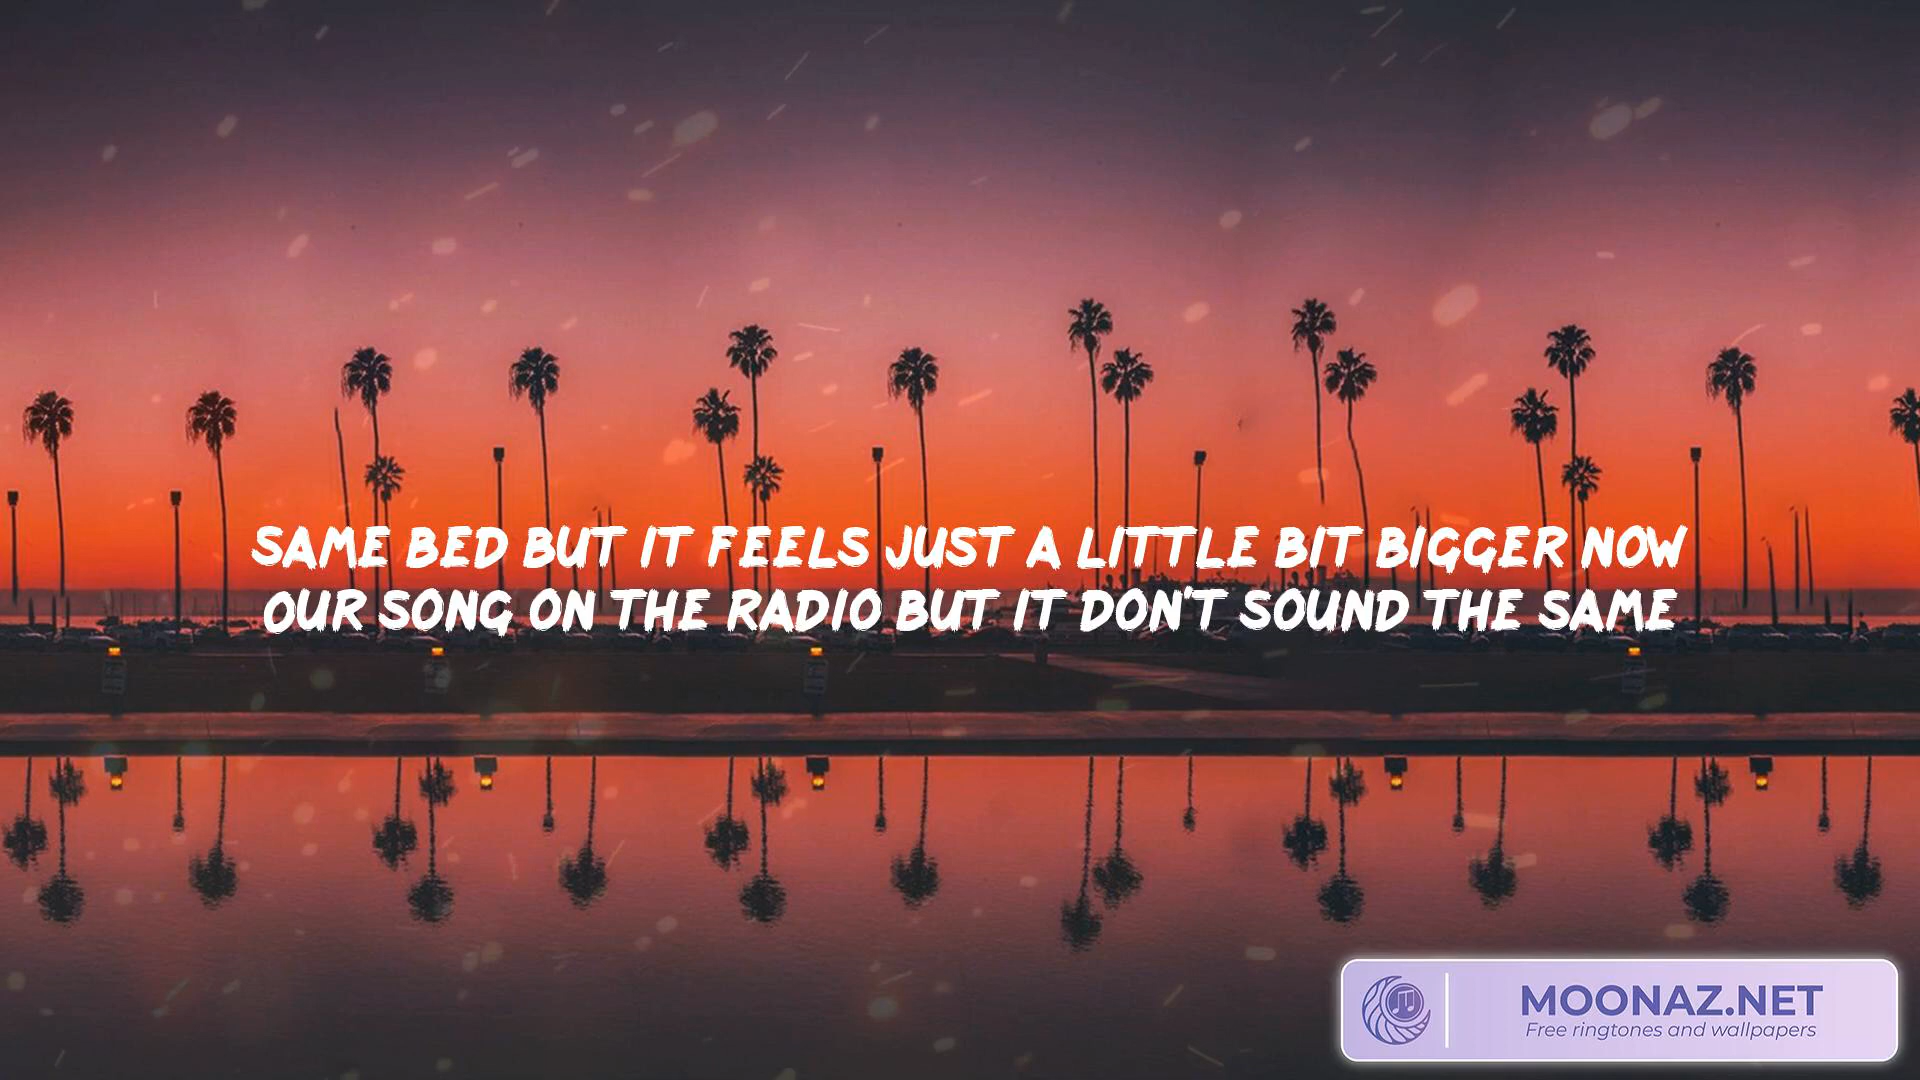 SAME BED BUT IT FEELS JUST A LITTLE BIT BIGGER NOW
OUR SONG ON THE RADIO BUT IT DON'T SOUND THE SAME
MOONAZ.NET
Free ringtones and wallpapers